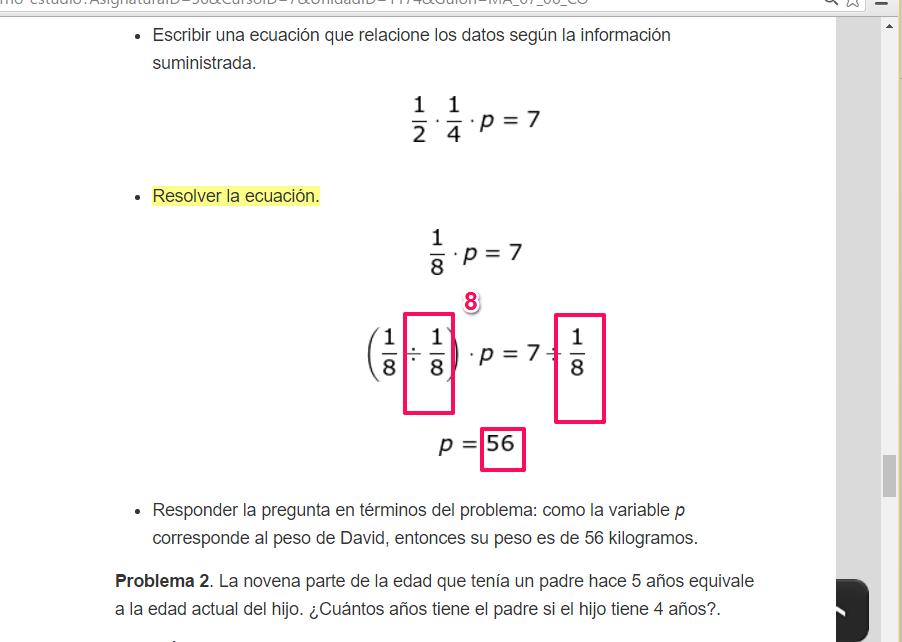 • Escribir una ecuación que relacione los datos según la información
suministrada.
1/2 · 1/4 · p = 7
• Resolver la ecuación.
1/8 · p = 7
8
(1/8 ÷ 1/8) · p = 7 ÷ 1/8
p = 56
• Responder la pregunta en términos del problema: como la variable p
corresponde al peso de David, entonces su peso es de 56 kilogramos.
Problema 2. La novena parte de la edad que tenía un padre hace 5 años equivale
a la edad actual del hijo. ¿Cuántos años tiene el padre si el hijo tiene 4 años?.